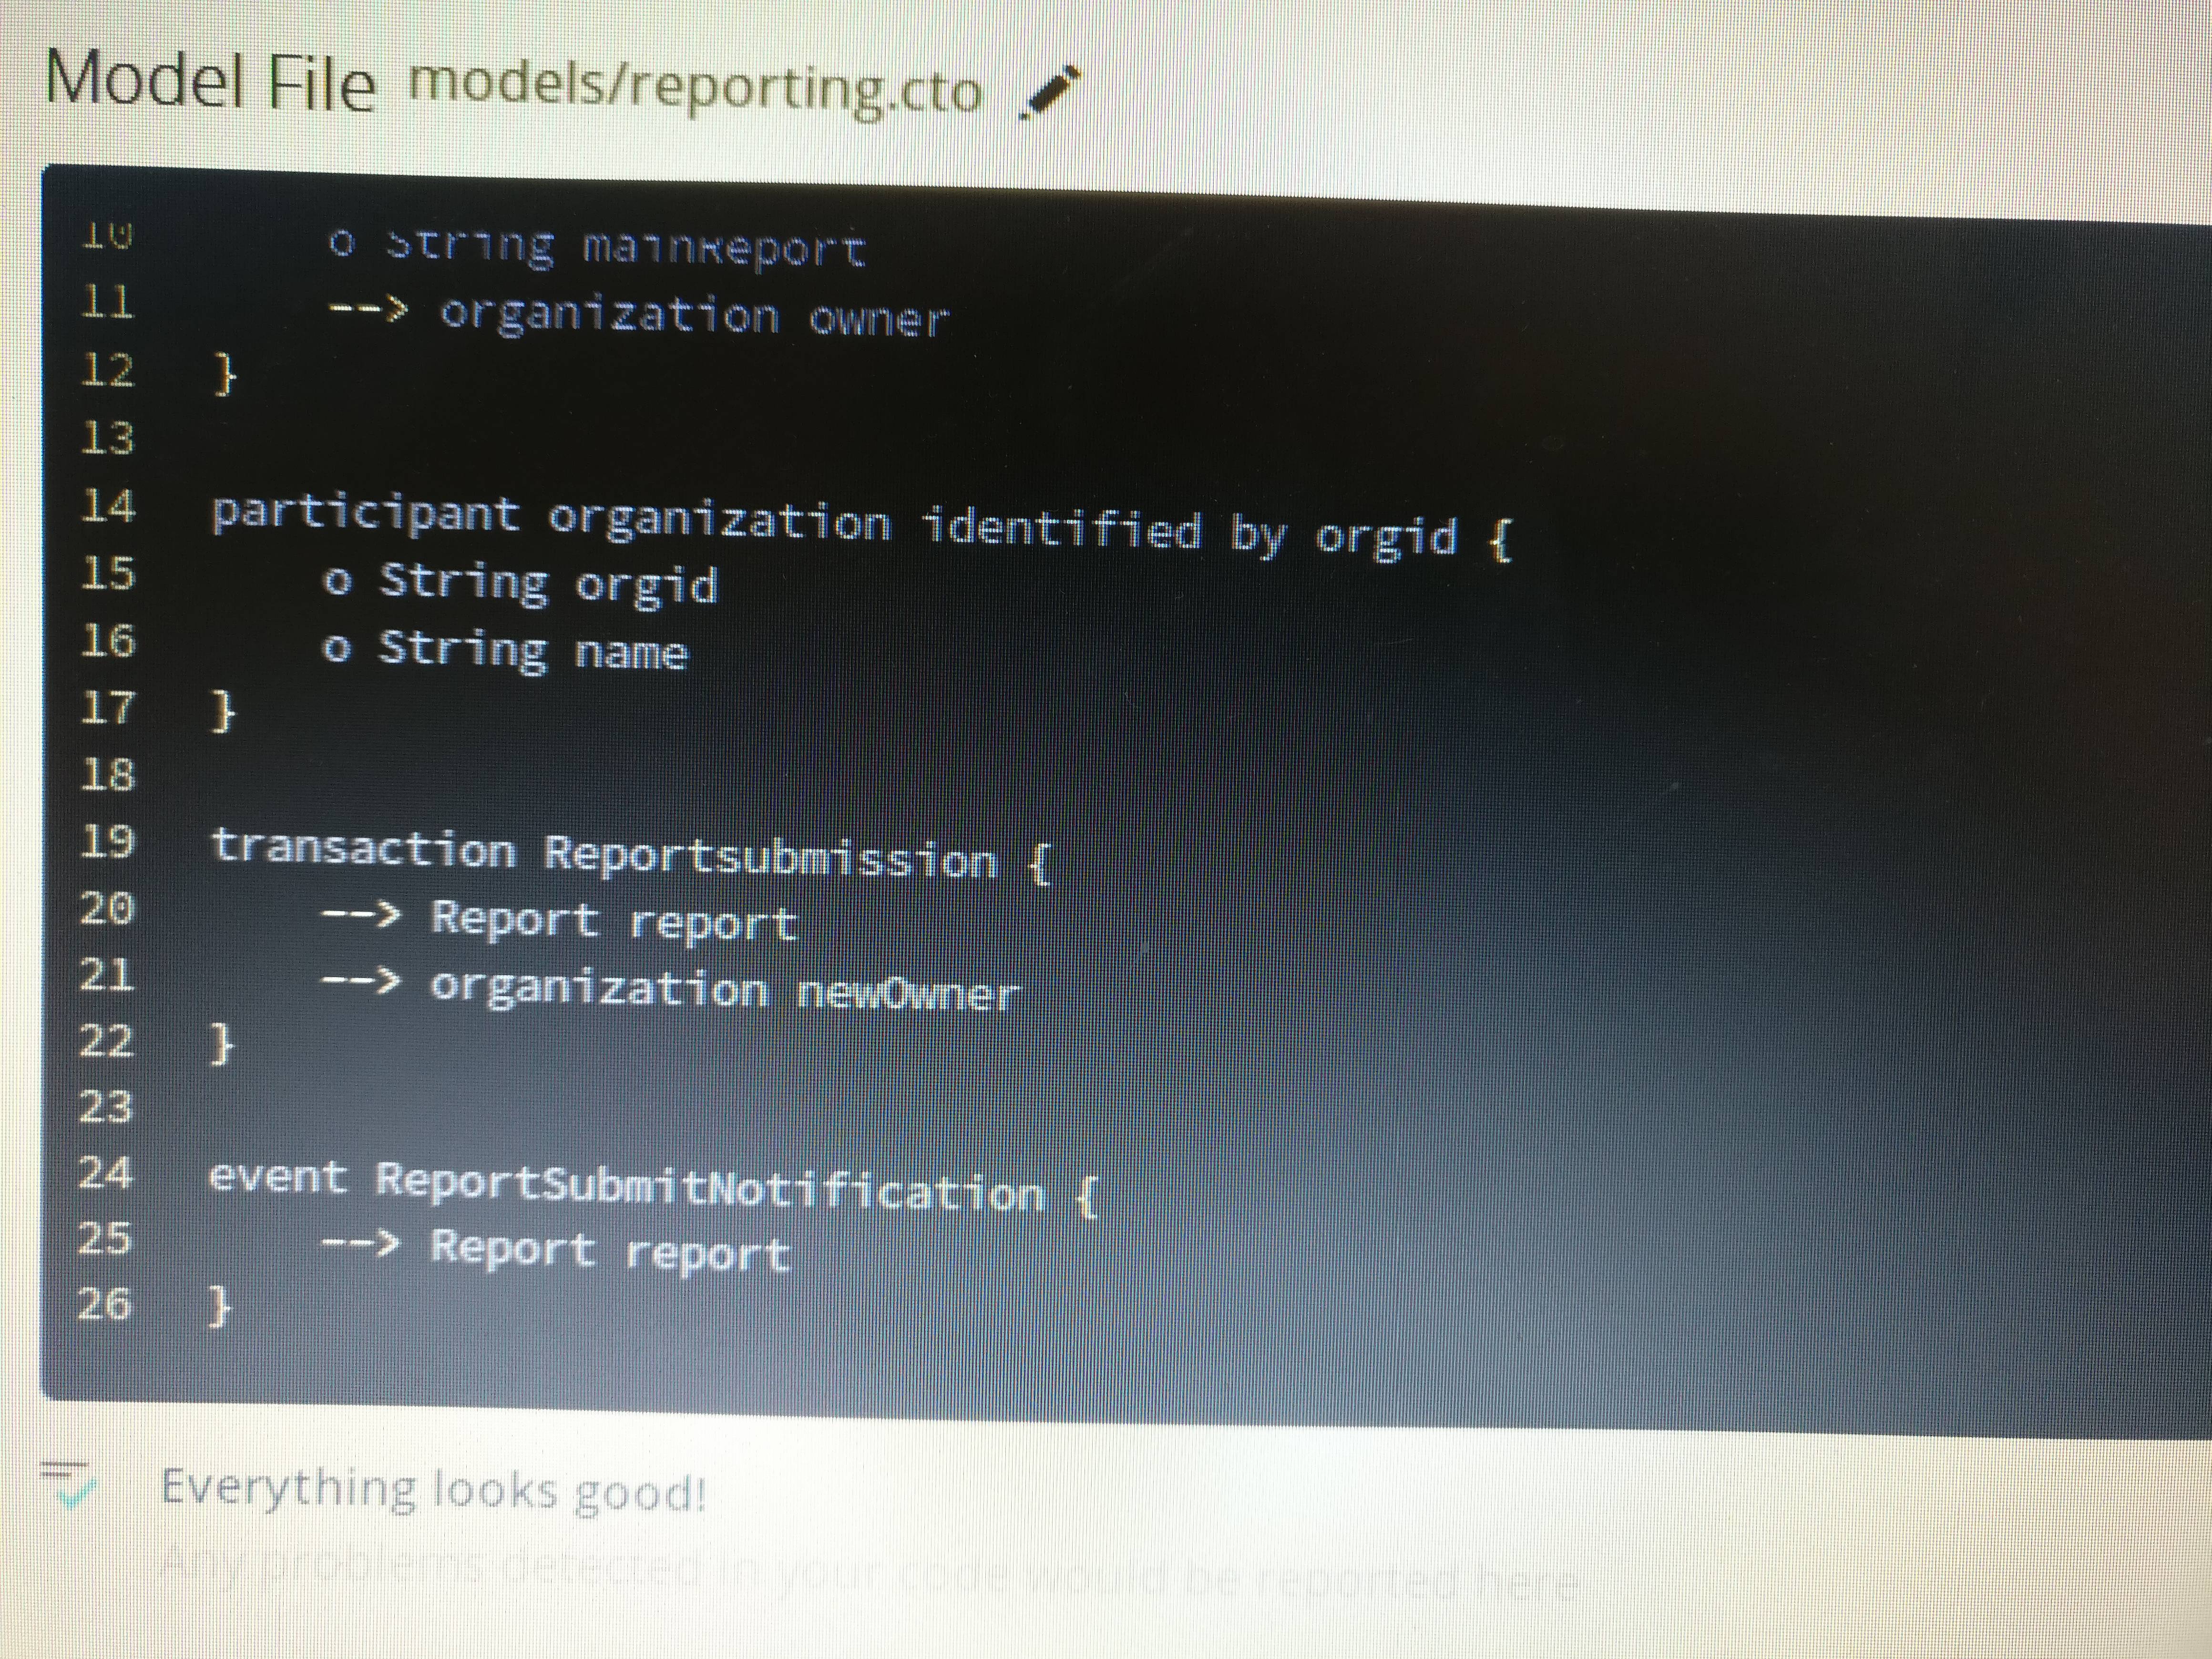 Model File models/reporting.cto
10 o String mainReport
11 --> organization owner
12 }
13
14 participant organization identified by orgid {
15 o String orgid
16 o String name
17 }
18
19 transaction Reportsubmission {
20 --> Report report
21 --> organization newOwner
22 }
23
24 event ReportSubmitNotification {
25 --> Report report
26 }
Everything looks good!
Any problems detected in your code would be reported here